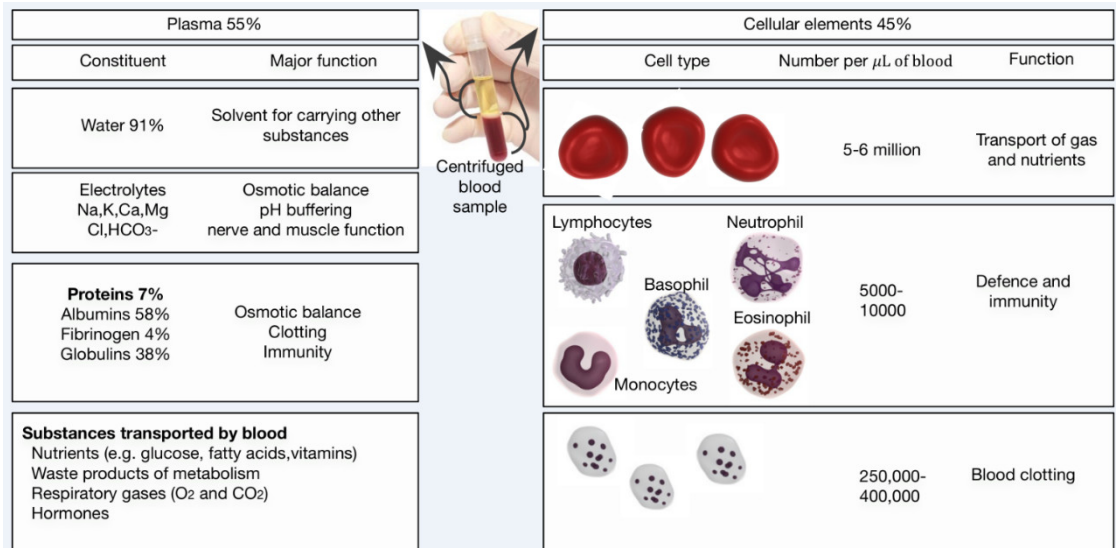 Plasma 55%
Constituent Major function
Water 91% Solvent for carrying other
substances
Electrolytes Osmotic balance
Na,K,Ca,Mg pH buffering
Cl,HCO3- nerve and muscle function
Proteins 7%
Albumins 58% Osmotic balance
Fibrinogen 4% Clotting
Globulins 38% Immunity
Substances transported by blood
Nutrients (e.g. glucose, fatty acids,vitamins)
Waste products of metabolism
Respiratory gases (O2 and CO2)
Hormones
Centrifuged
blood
sample
Cellular elements 45%
Cell type Number per μL of blood Function
5-6 million Transport of gas
and nutrients
Lymphocytes Neutrophil
Basophil
Eosinophil
Monocytes
5000-
10000
Defence and
immunity
250,000-
400,000
Blood clotting